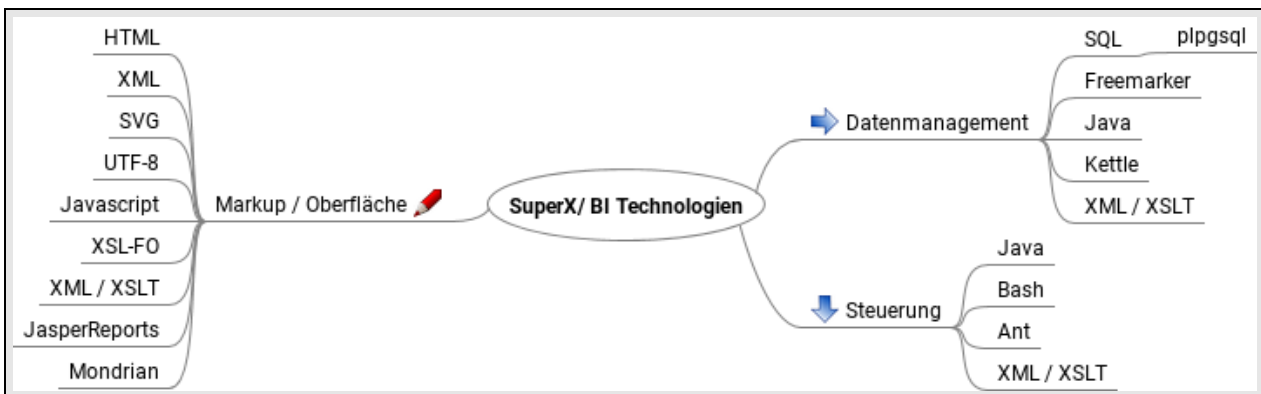 HTML
XML
SVG
UTF-8
Javascript
XSL-FO
XML / XSLT
JasperReports
Mondrian
Markup / Oberfläche
SuperX/ BI Technologien
Datenmanagement
SQL
plpgsql
Freemarker
Java
Kettle
XML / XSLT
Steuerung
Java
Bash
Ant
XML / XSLT